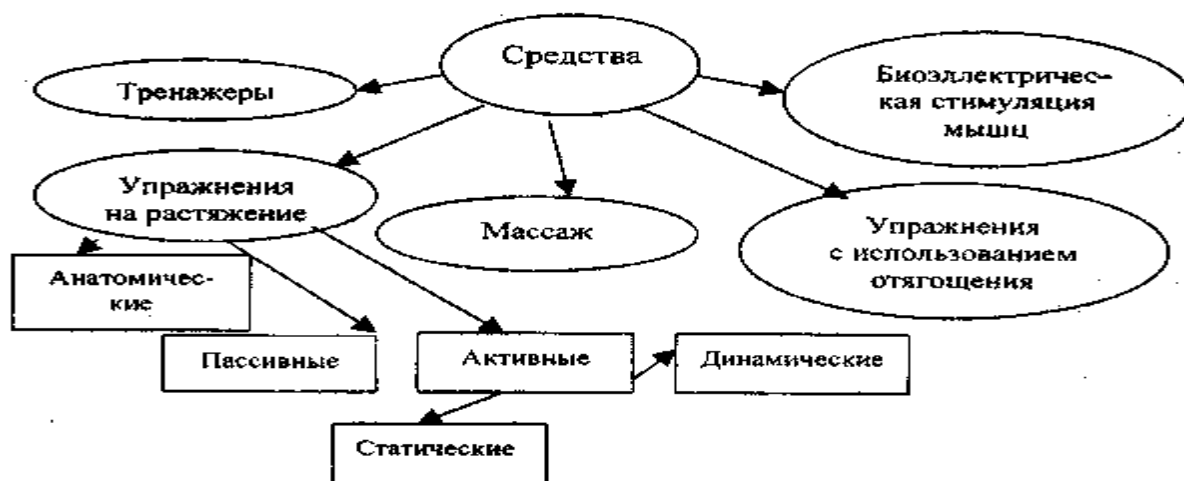 Средства
Тренажеры
Биоэллектричес-
кая стимуляция
мышц
Упражнения
на растяжение
Массаж
Упражнения
с использованием
отягощения
Анатомичес-
кие
Пассивные
Активные
Динамические
Статические